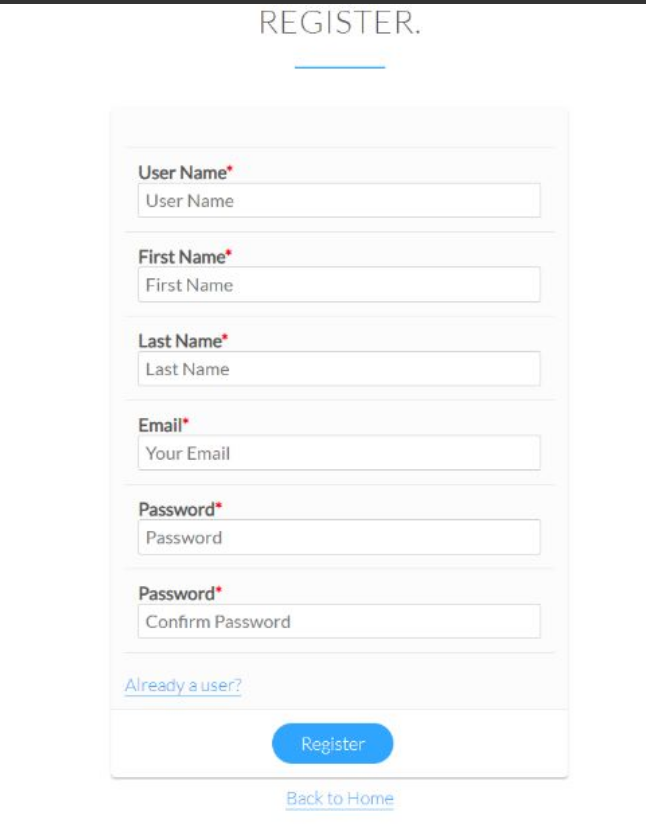 REGISTER.
User Name*
User Name
First Name*
First Name
Last Name*
Last Name
Email*
Your Email
Password*
Password
Password*
Confirm Password
Already a user?
Register
Back to Home